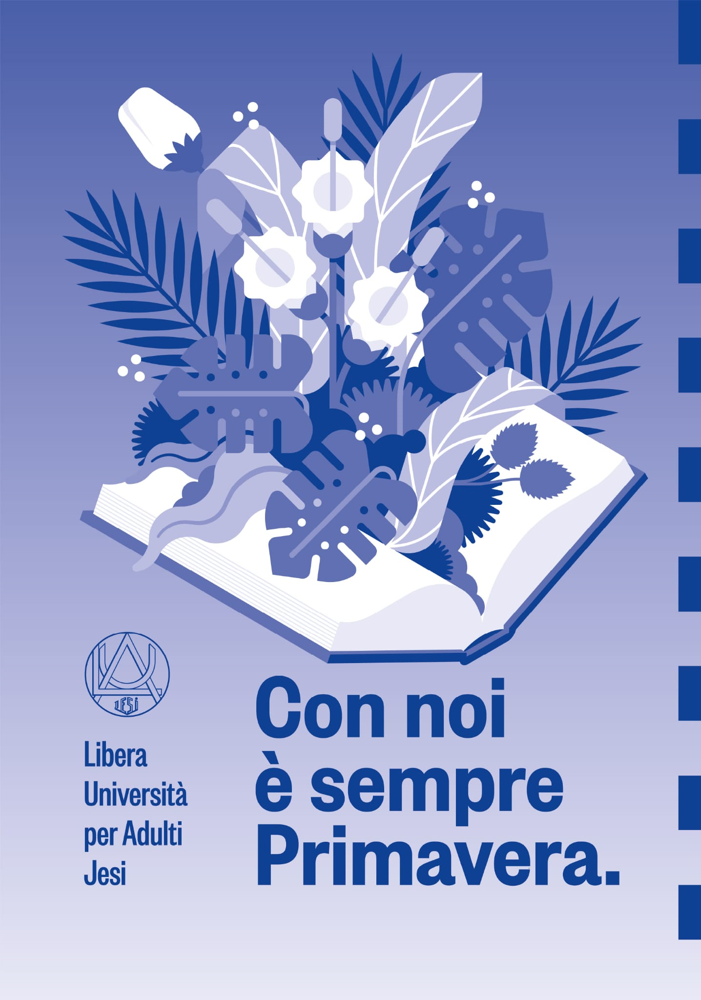 LUA
JESI
Libera
Università
per Adulti
Jesi
Con noi
è sempre
Primavera.